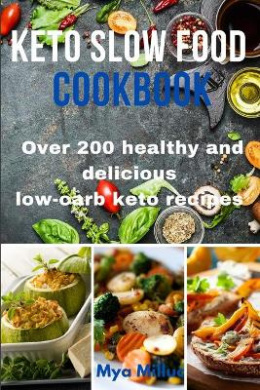 KETO SLOW FOOD
COOKBOOK
Over 200 healthy and
delicious
low-carb keto recipes
Mya